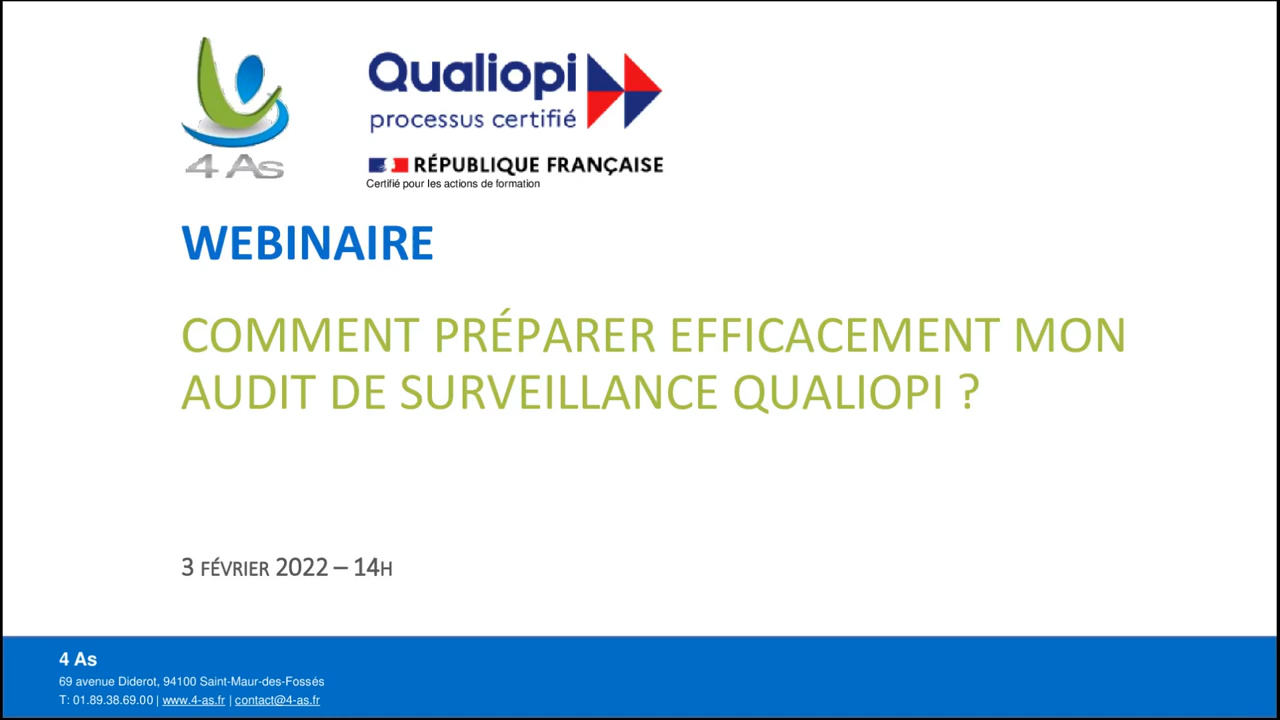 4 As
Qualiopi
processus certifié
RÉPUBLIQUE FRANÇAISE
Certifié pour les actions de formation
WEBINAIRE
COMMENT PRÉPARER EFFICACEMENT MON
AUDIT DE SURVEILLANCE QUALIOPI ?
3 FÉVRIER 2022 – 14H
4 As
69 avenue Diderot, 94100 Saint-Maur-des-Fossés
T: 01.89.38.69.00 | www.4-as.fr | contact@4-as.fr